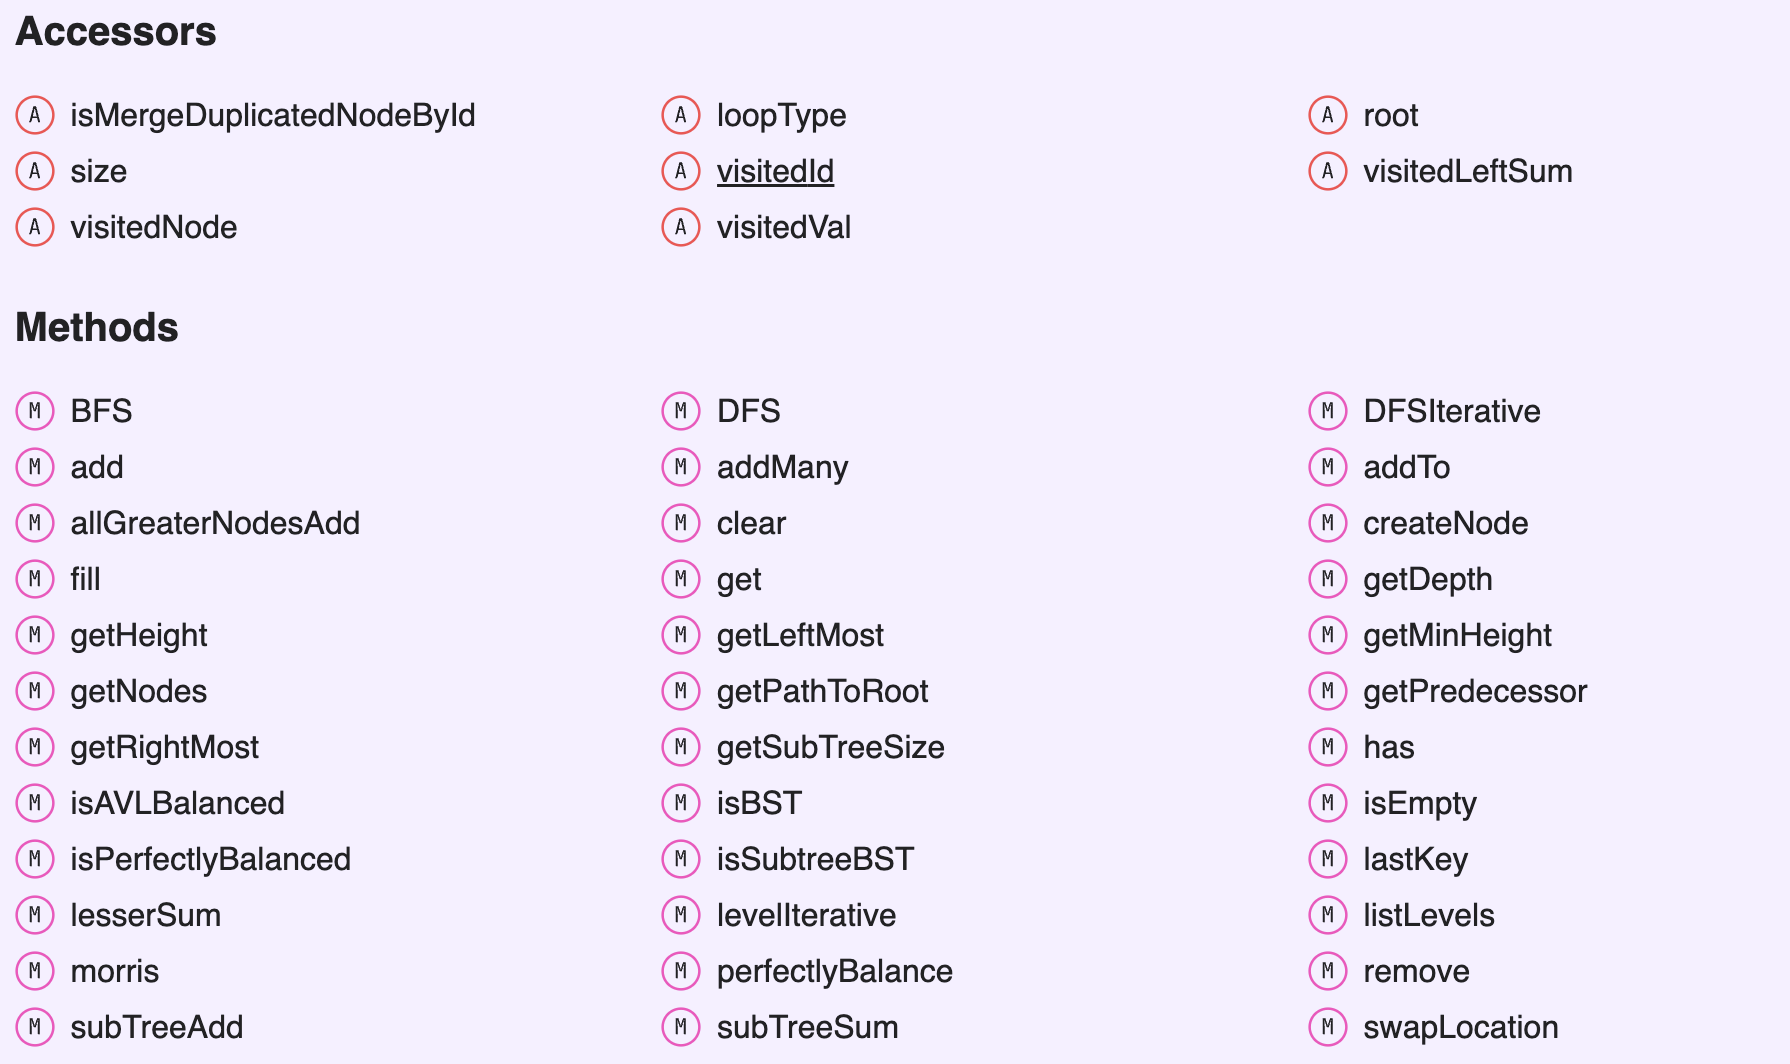 Accessors
A isMergeDuplicatedNodeById A loopType A root
A size A visitedId A visitedLeftSum
A visitedNode A visitedVal
Methods
M BFS M DFS M DFSIterative
M add M addMany M addTo
M allGreaterNodesAdd M clear M createNode
M fill M get M getDepth
M getHeight M getLeftMost M getMinHeight
M getNodes M getPathToRoot M getPredecessor
M getRightMost M getSubTreeSize M has
M isAVLBalanced M isBST M isEmpty
M isPerfectlyBalanced M isSubtreeBST M lastKey
M lesserSum M levelIterative M listLevels
M morris M perfectlyBalance M remove
M subTreeAdd M subTreeSum M swapLocation